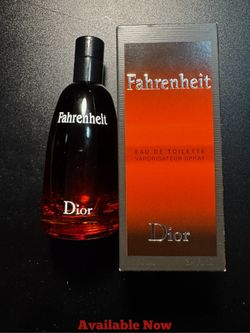 Fahrenheit
Dior
Fahrenheit
EAU DE TOILETTE
VAPORISATEUR SPRAY
Dior
Available Now